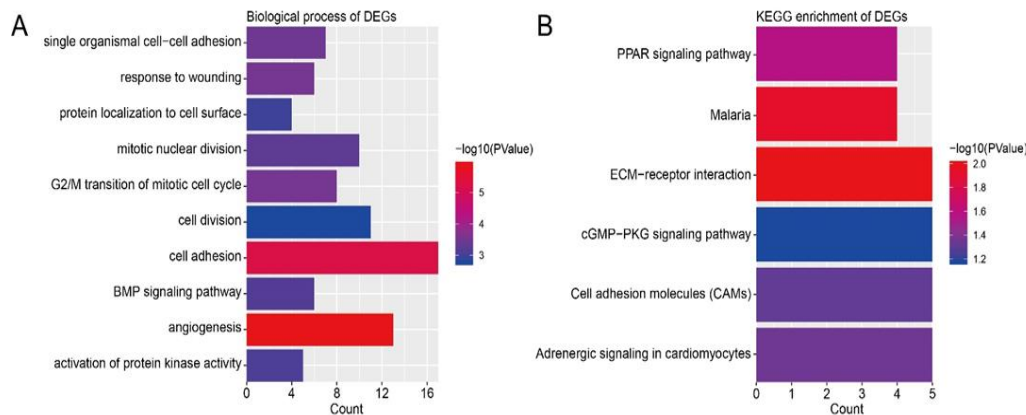 A
Biological process of DEGs
single organismal cell−cell adhesion
response to wounding
protein localization to cell surface
mitotic nuclear division
G2/M transition of mitotic cell cycle
cell division
cell adhesion
BMP signaling pathway
angiogenesis
activation of protein kinase activity
0 4 8 12 16
Count
−log10(PValue)
5
4
3
B
KEGG enrichment of DEGs
PPAR signaling pathway
Malaria
ECM−receptor interaction
cGMP−PKG signaling pathway
Cell adhesion molecules (CAMs)
Adrenergic signaling in cardiomyocytes
0 1 2 3 4 5
Count
−log10(PValue)
2.0
1.8
1.6
1.4
1.2